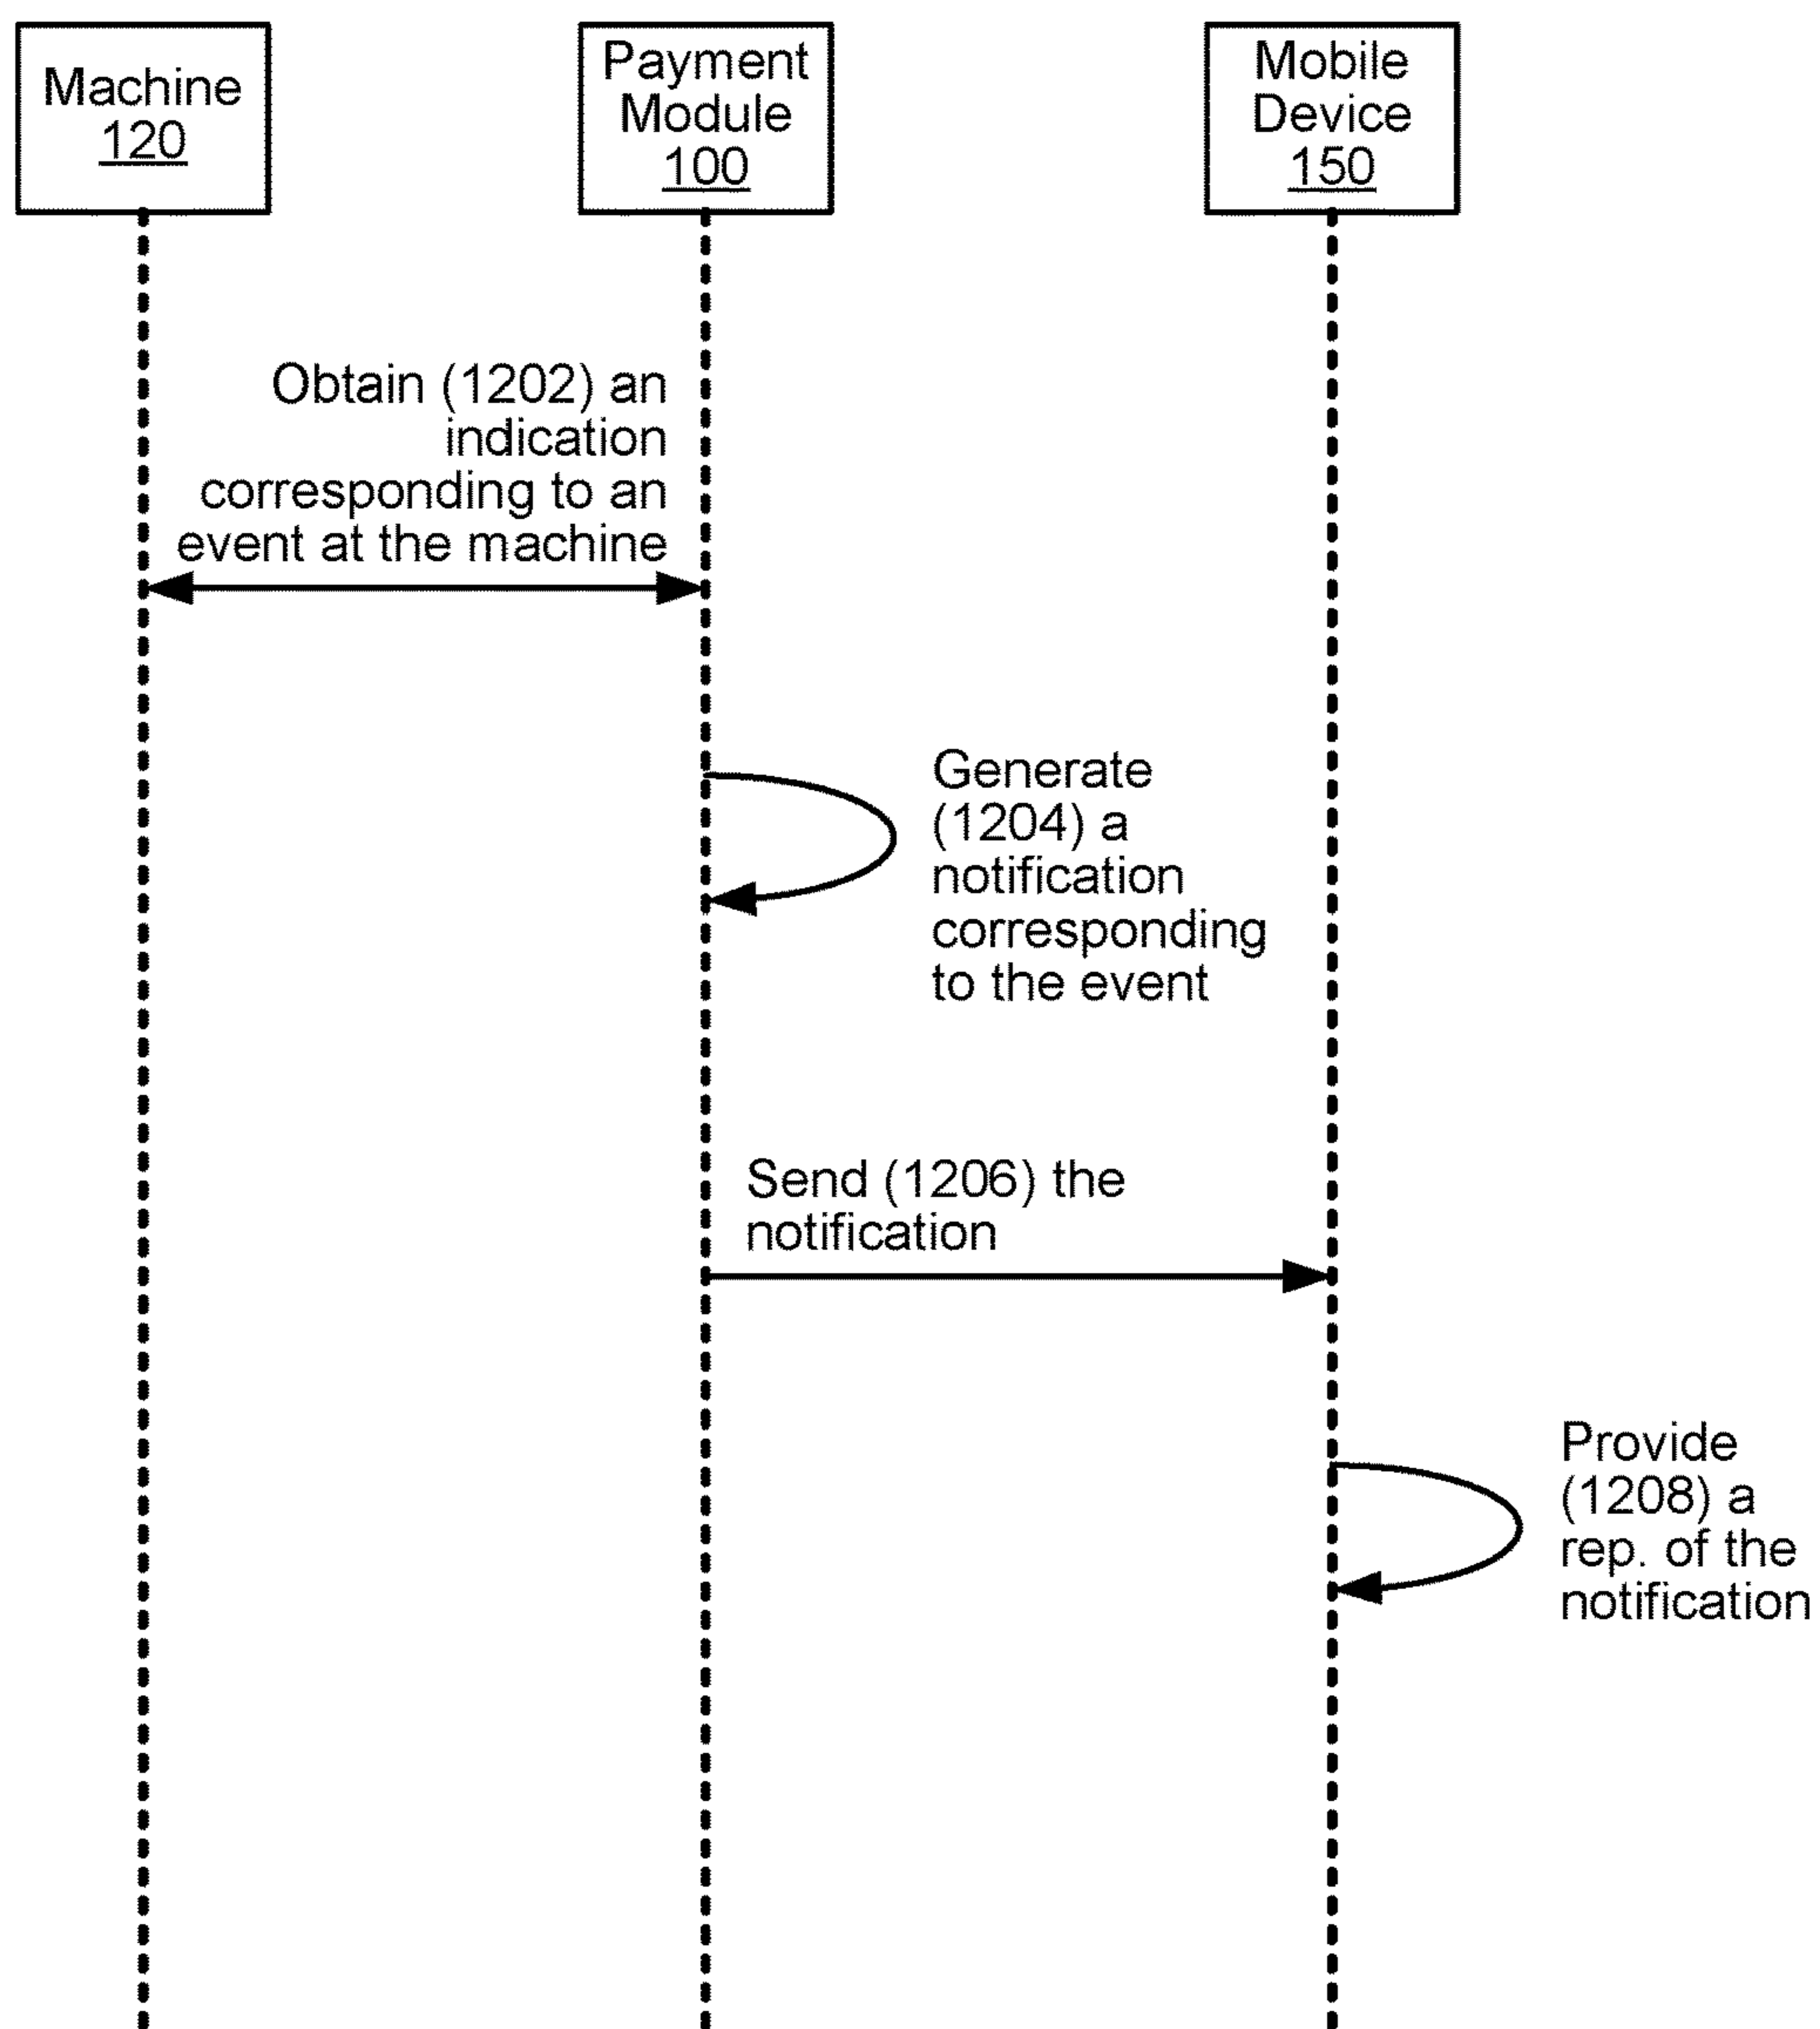 Machine
120
Payment
Module
100
Mobile
Device
150
Obtain (1202) an
indication
corresponding to an
event at the machine
Generate
(1204) a
notification
corresponding
to the event
Send (1206) the
notification
Provide
(1208) a
rep. of the
notification